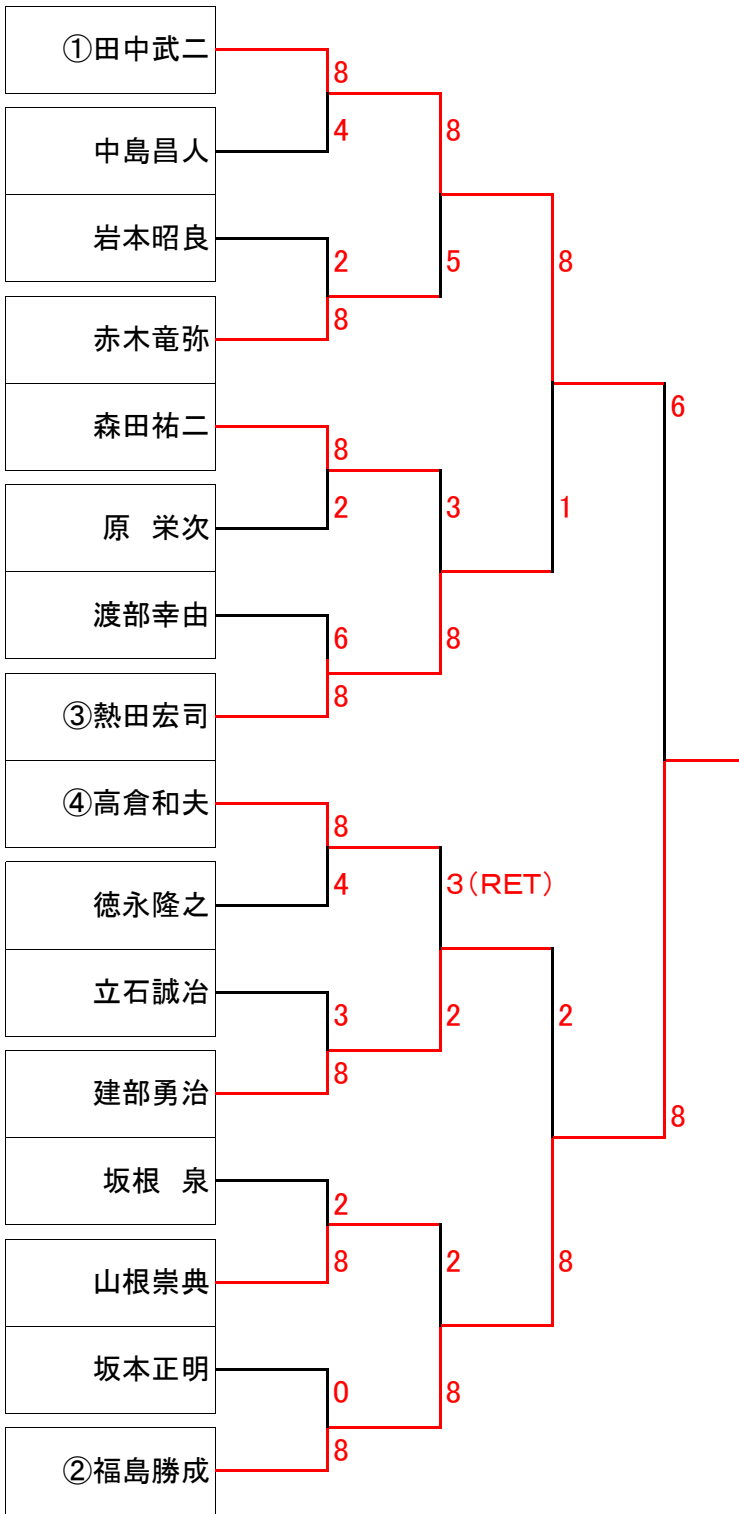 ①田中武二
8
4
8
中島昌人
岩本昭良
2
5
8
8
赤木竜弥
6
森田祐二
8
2
3
1
原 栄次
渡部幸由
6
8
8
③熱田宏司
④高倉和夫
8
4
3(RET)
徳永隆之
立石誠冶
3
2
2
8
建部勇治
8
坂根 泉
2
8
2
8
山根崇典
坂本正明
0
8
8
②福島勝成